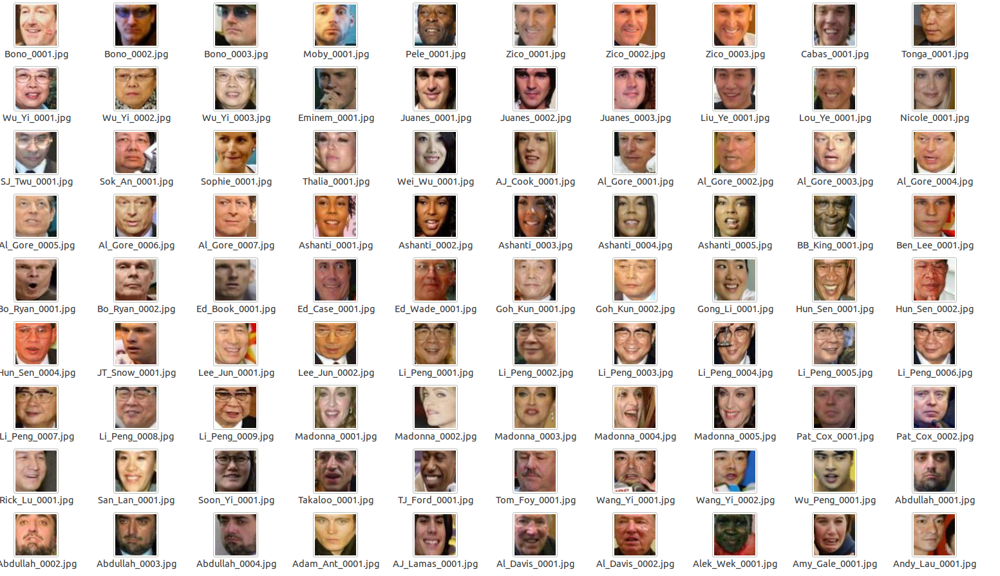 Bono_0001.jpg Bono_0002.jpg Bono_0003.jpg Moby_0001.jpg Pele_0001.jpg Zico_0001.jpg Zico_0002.jpg Zico_0003.jpg Cabas_0001.jpg Tonga_0001.jpg
Wu_Yi_0001.jpg Wu_Yi_0002.jpg Wu_Yi_0003.jpg Eminem_0001.jpg Juanes_0001.jpg Juanes_0002.jpg Juanes_0003.jpg Liu_Ye_0001.jpg Lou_Ye_0001.jpg Nicole_0001.jpg
SJ_Twu_0001.jpg Sok_An_0001.jpg Sophie_0001.jpg Thalia_0001.jpg Wei_Wu_0001.jpg AJ_Cook_0001.jpg Al_Gore_0001.jpg Al_Gore_0002.jpg Al_Gore_0003.jpg Al_Gore_0004.jpg
Al_Gore_0005.jpg Al_Gore_0006.jpg Al_Gore_0007.jpg Ashanti_0001.jpg Ashanti_0002.jpg Ashanti_0003.jpg Ashanti_0004.jpg Ashanti_0005.jpg BB_King_0001.jpg Ben_Lee_0001.jpg
Bo_Ryan_0001.jpg Bo_Ryan_0002.jpg Ed_Book_0001.jpg Ed_Case_0001.jpg Ed_Wade_0001.jpg Goh_Kun_0001.jpg Goh_Kun_0002.jpg Gong_Li_0001.jpg Hun_Sen_0001.jpg Hun_Sen_0002.jpg
Hun_Sen_0004.jpg JT_Snow_0001.jpg Lee_Jun_0001.jpg Lee_Jun_0002.jpg Li_Peng_0001.jpg Li_Peng_0002.jpg Li_Peng_0003.jpg Li_Peng_0004.jpg Li_Peng_0005.jpg Li_Peng_0006.jpg
Li_Peng_0007.jpg Li_Peng_0008.jpg Li_Peng_0009.jpg Madonna_0001.jpg Madonna_0002.jpg Madonna_0003.jpg Madonna_0004.jpg Madonna_0005.jpg Pat_Cox_0001.jpg Pat_Cox_0002.jpg
Rick_Lu_0001.jpg San_Lan_0001.jpg Soon_Yi_0001.jpg Takaloo_0001.jpg TJ_Ford_0001.jpg Tom_Foy_0001.jpg Wang_Yi_0001.jpg Wang_Yi_0002.jpg Wu_Peng_0001.jpg Abdullah_0001.jpg
Abdullah_0002.jpg Abdullah_0003.jpg Abdullah_0004.jpg Adam_Ant_0001.jpg AJ_Lamas_0001.jpg Al_Davis_0001.jpg Al_Davis_0002.jpg Alek_Wek_0001.jpg Amy_Gale_0001.jpg Andy_Lau_0001.jpg